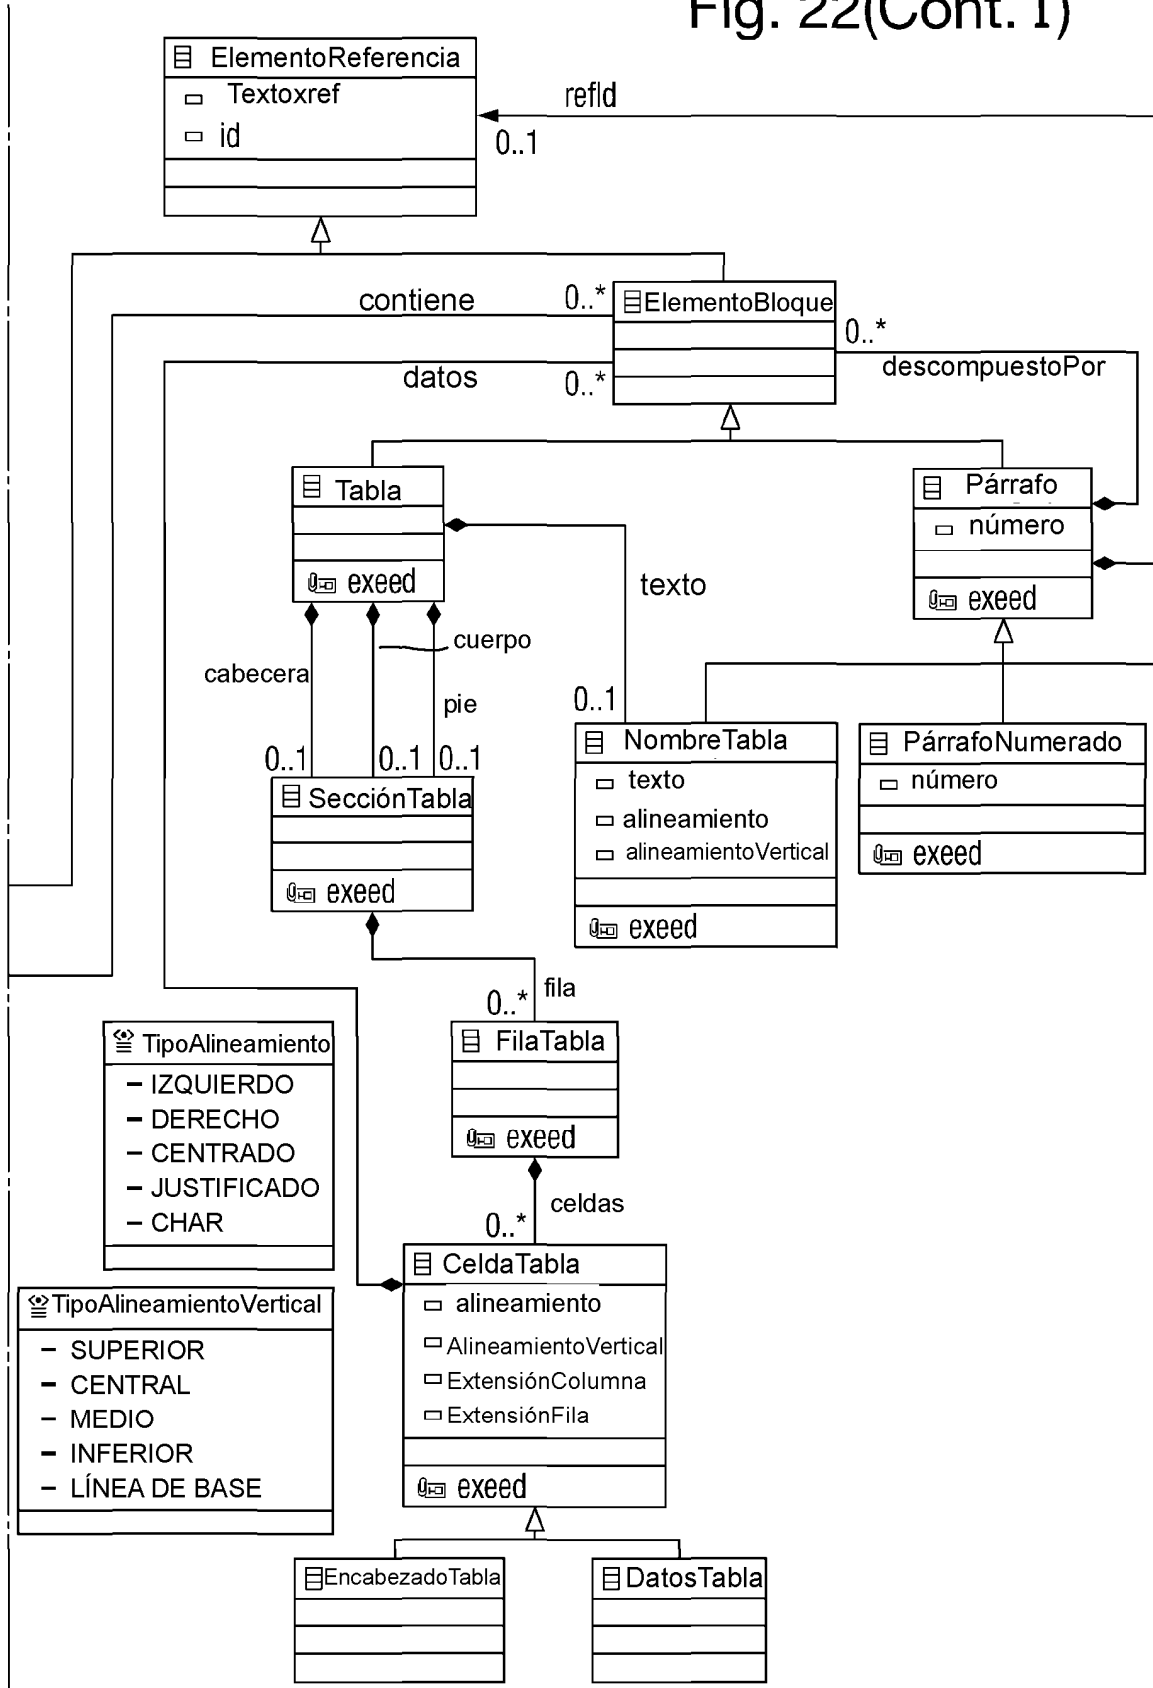 Fig. 22(Cont. 1)
ElementoReferencia
Textoxref
id
refId
0..1
contiene
0..*
ElementoBloque
0..*
datos
0..*
descompuestoPor
Tabla
exeed
Párrafo
número
exeed
texto
cuerpo
cabecera
pie
0..1
0..1
0..1
0..1
SecciónTabla
exeed
NombreTabla
texto
alineamiento
alineamientoVertical
exeed
PárrafoNumerado
número
exeed
fila
0..*
FilaTabla
exeed
TipoAlineamiento
– IZQUIERDO
– DERECHO
– CENTRADO
– JUSTIFICADO
– CHAR
celdas
0..*
CeldaTabla
alineamiento
AlineamientoVertical
ExtensiónColumna
ExtensiónFila
exeed
TipoAlineamientoVertical
– SUPERIOR
– CENTRAL
– MEDIO
– INFERIOR
– LÍNEA DE BASE
EncabezadoTabla
DatosTabla